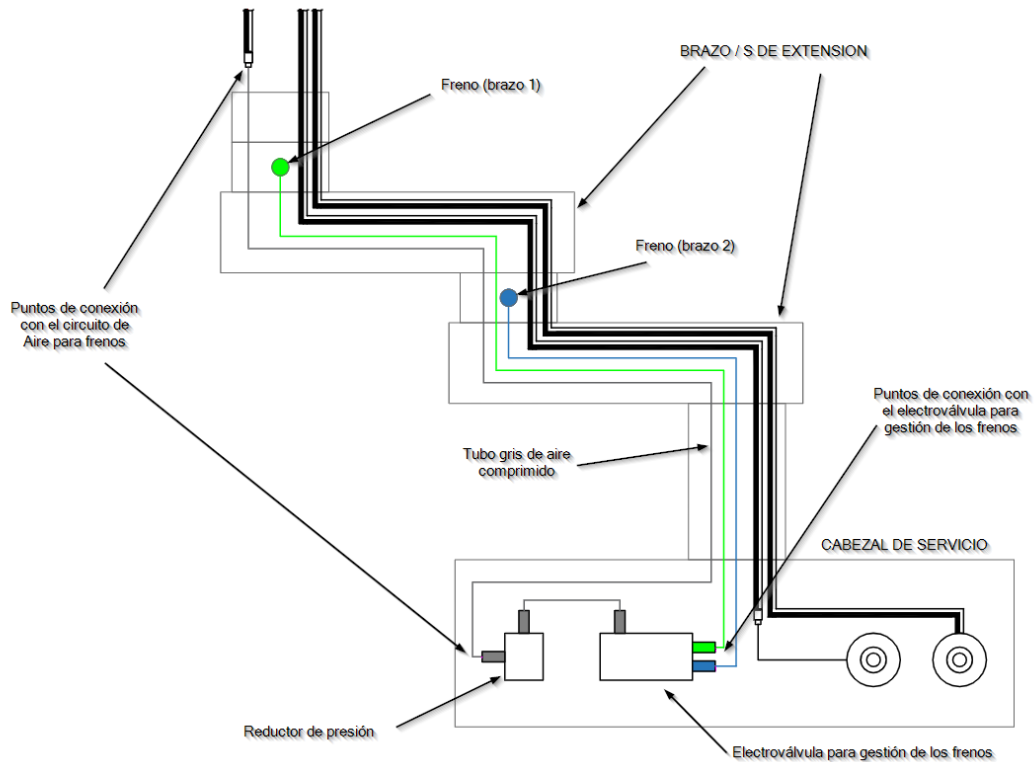 BRAZO / S DE EXTENSION
Freno (brazo 1)
Freno (brazo 2)
Puntos de conexión
con el circuito de
Aire para frenos
Puntos de conexión con
el electroválvula para
gestión de los frenos
Tubo gris de aire
comprimido
CABEZAL DE SERVICIO
Reductor de presión
Electroválvula para gestión de los frenos